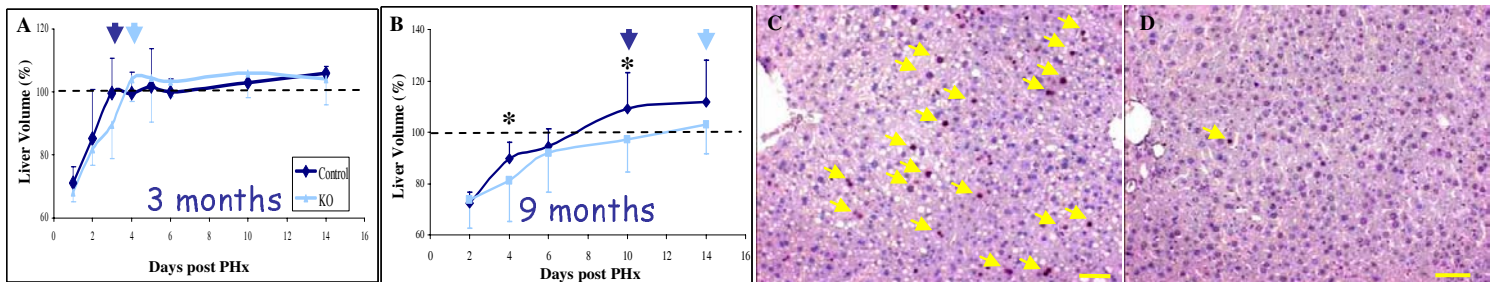 A
120
100
80
60
Liver Volume (%)
0 2 4 6 8 10 12 14 16
Days post PHx
3 months
Control
KO
B
140
120
100
80
60
Liver Volume (%)
*
*
0 2 4 6 8 10 12 14 16
Days post PHx
9 months
C
D